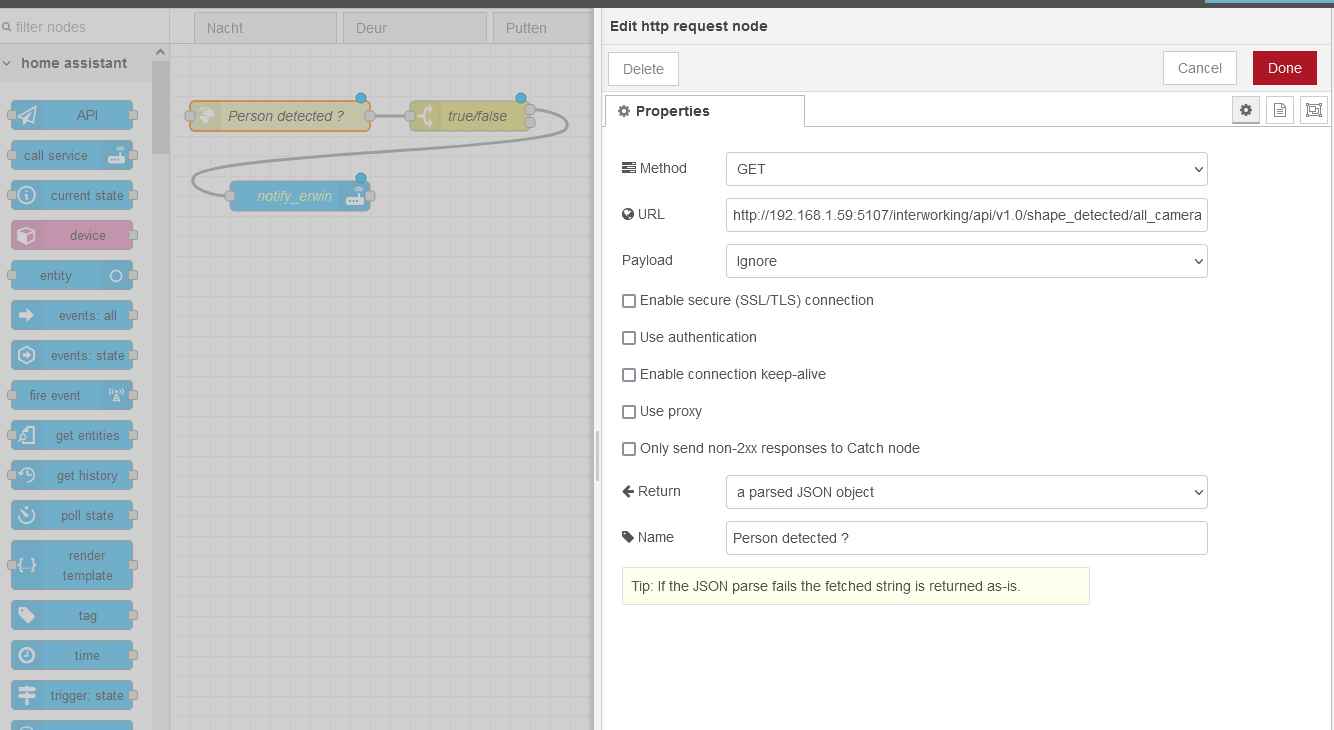 filter nodes
home assistant
API
call service
current state
device
entity
events: all
events: state
fire event
get entities
get history
poll state
render
template
tag
time
trigger: state
Nacht
Deur
Putten
Person detected ?
true/false
notify_erwin
Edit http request node
Delete
Cancel
Done
Properties
Method
GET
URL
http://192.168.1.59:5107/interworking/api/v1.0/shape_detected/all_camera
Payload
Ignore
Enable secure (SSL/TLS) connection
Use authentication
Enable connection keep-alive
Use proxy
Only send non-2xx responses to Catch node
Return
a parsed JSON object
Name
Person detected ?
Tip: If the JSON parse fails the fetched string is returned as-is.